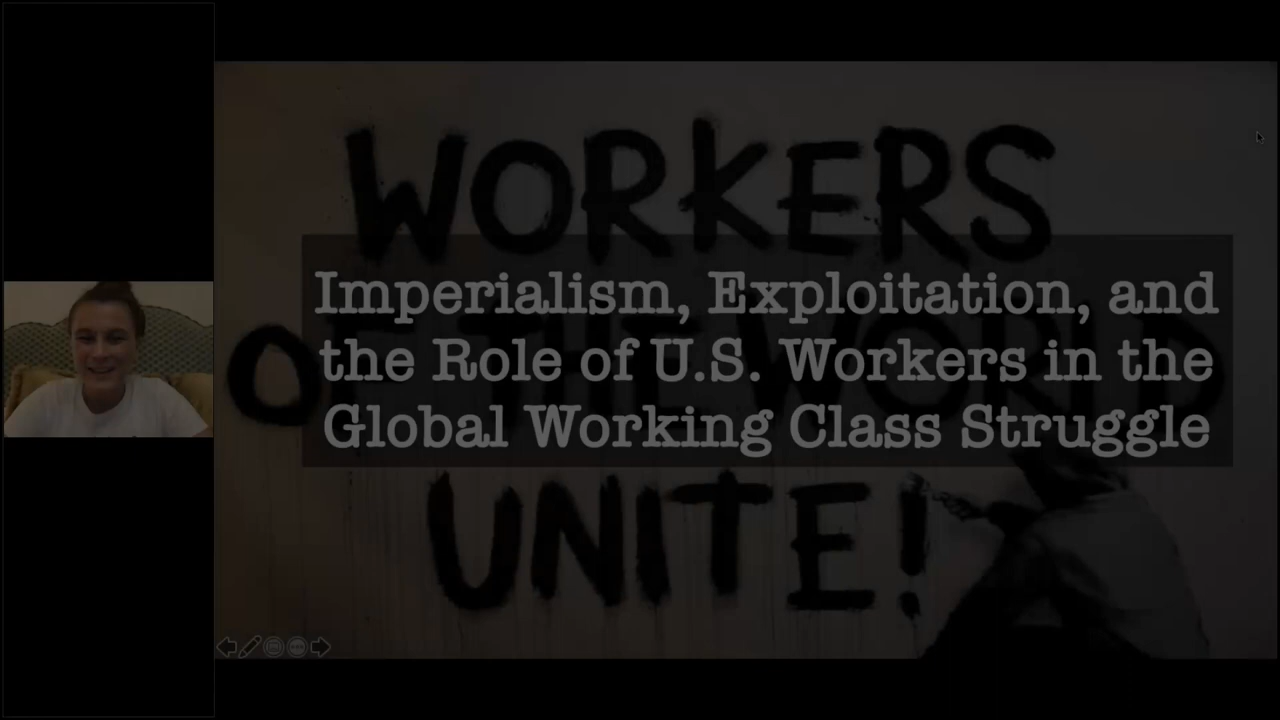 WORKERS
Imperialism, Exploitation, and
the Role of U.S. Workers in the
Global Working Class Struggle
OF THE WORLD
UNITE!